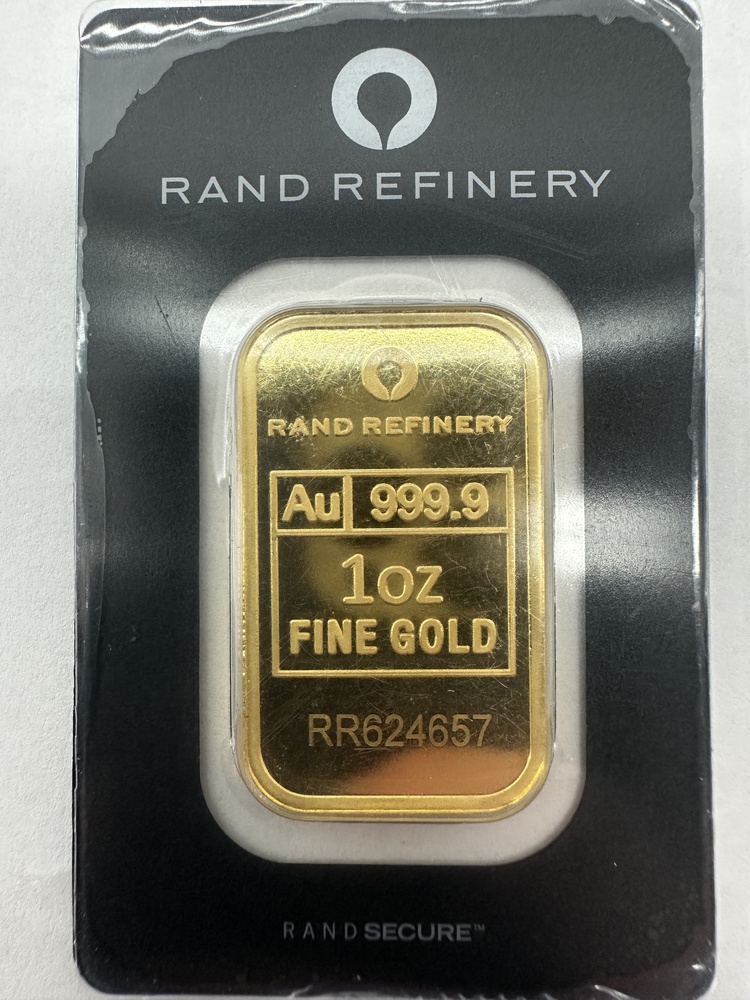 RAND REFINERY
RAND REFINERY
Au 999.9
1oz
FINE GOLD
RR624657
RANDSECURE™